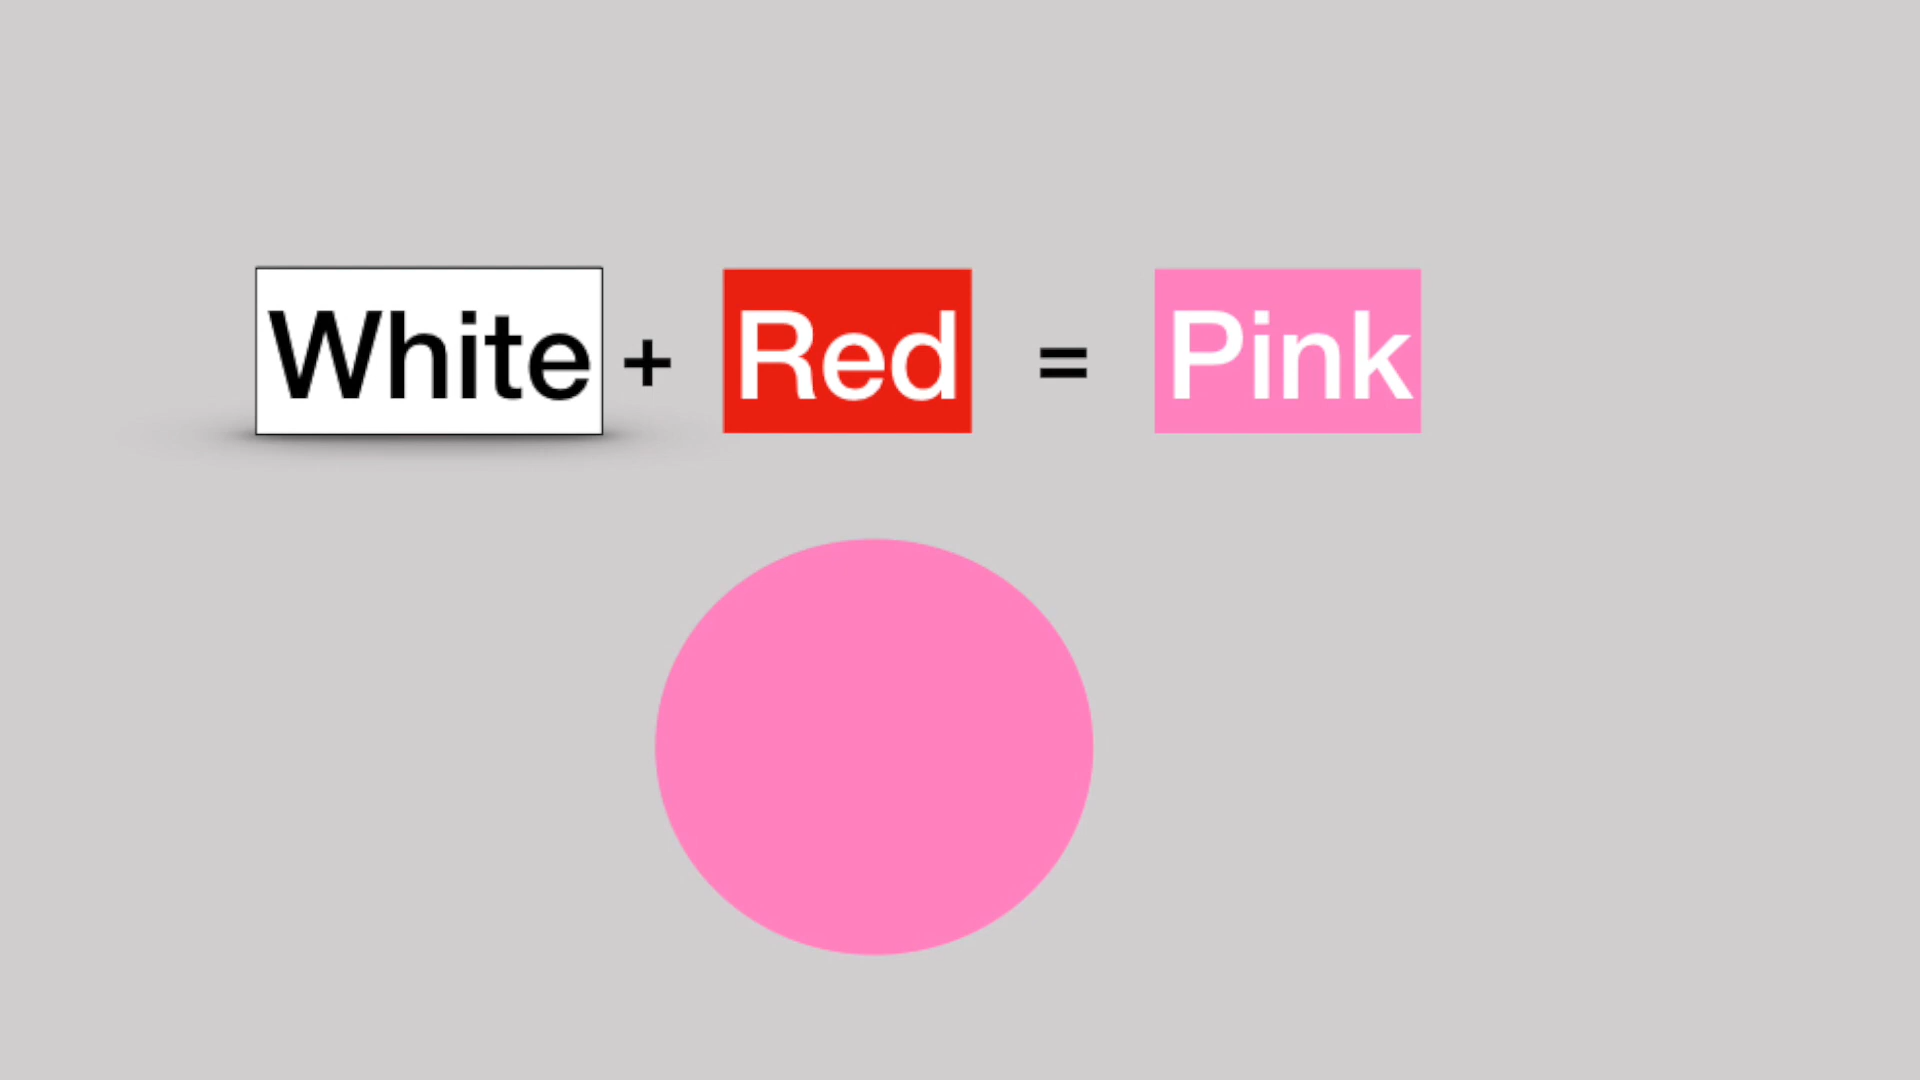 White + Red = Pink